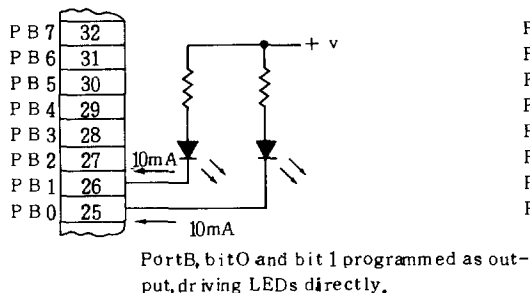 PB7 32
PB6 31
PB5 30
PB4 29
PB3 28
PB2 27
PB1 26
PB0 25
+ v
10mA
10mA
PortB, bit0 and bit 1 programmed as out-
put, driving LEDs directly.